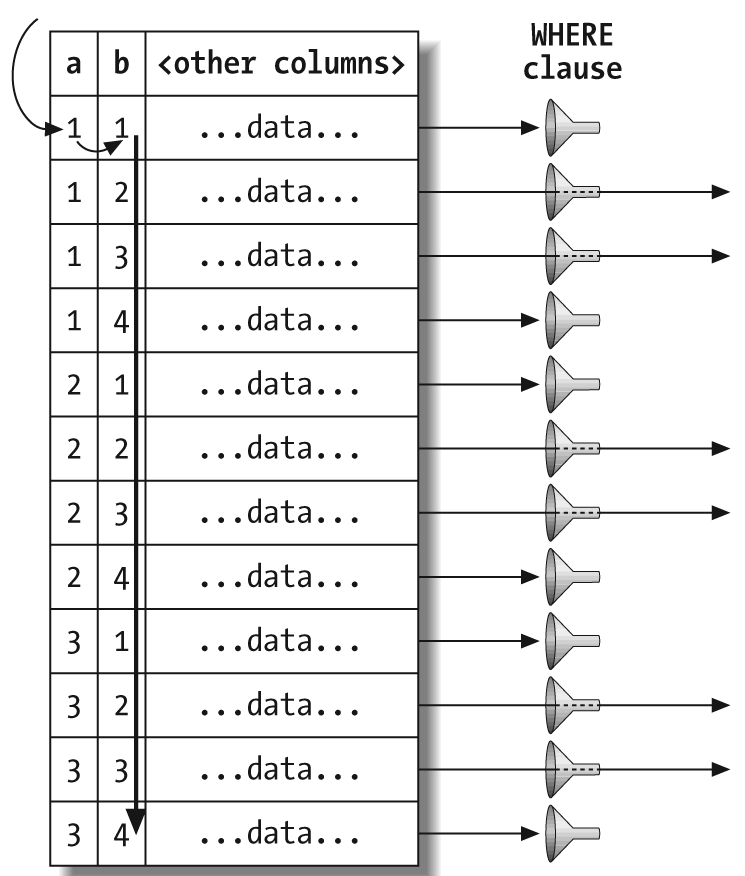 WHERE
clause
a b <other columns>
1 1 ...data...
1 2 ...data...
1 3 ...data...
1 4 ...data...
2 1 ...data...
2 2 ...data...
2 3 ...data...
2 4 ...data...
3 1 ...data...
3 2 ...data...
3 3 ...data...
3 4 ...data...